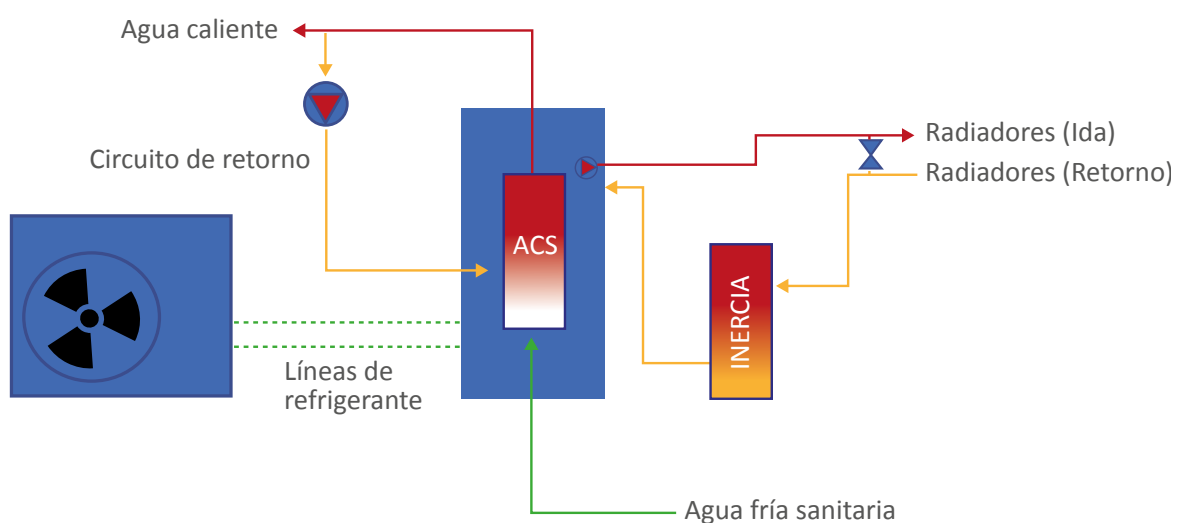 Agua caliente
Radiadores (Ida)
Circuito de retorno
Radiadores (Retorno)
ACS
INERCIA
Líneas de
refrigerante
Agua fría sanitaria